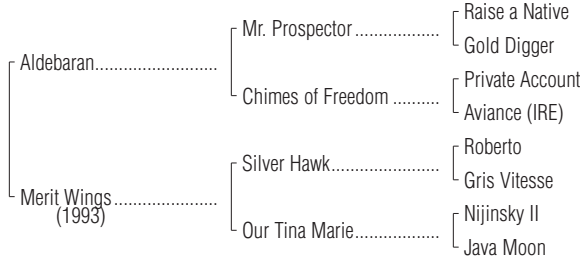 Raise a Native
Mr. Prospector ..................
Gold Digger
Aldebaran..........................
Private Account
Chimes of Freedom ..........
Aviance (IRE)
Roberto
Silver Hawk.......................
Gris Vitesse
Merit Wings......................
(1993)
Nijinsky II
Our Tina Marie..................
Java Moon